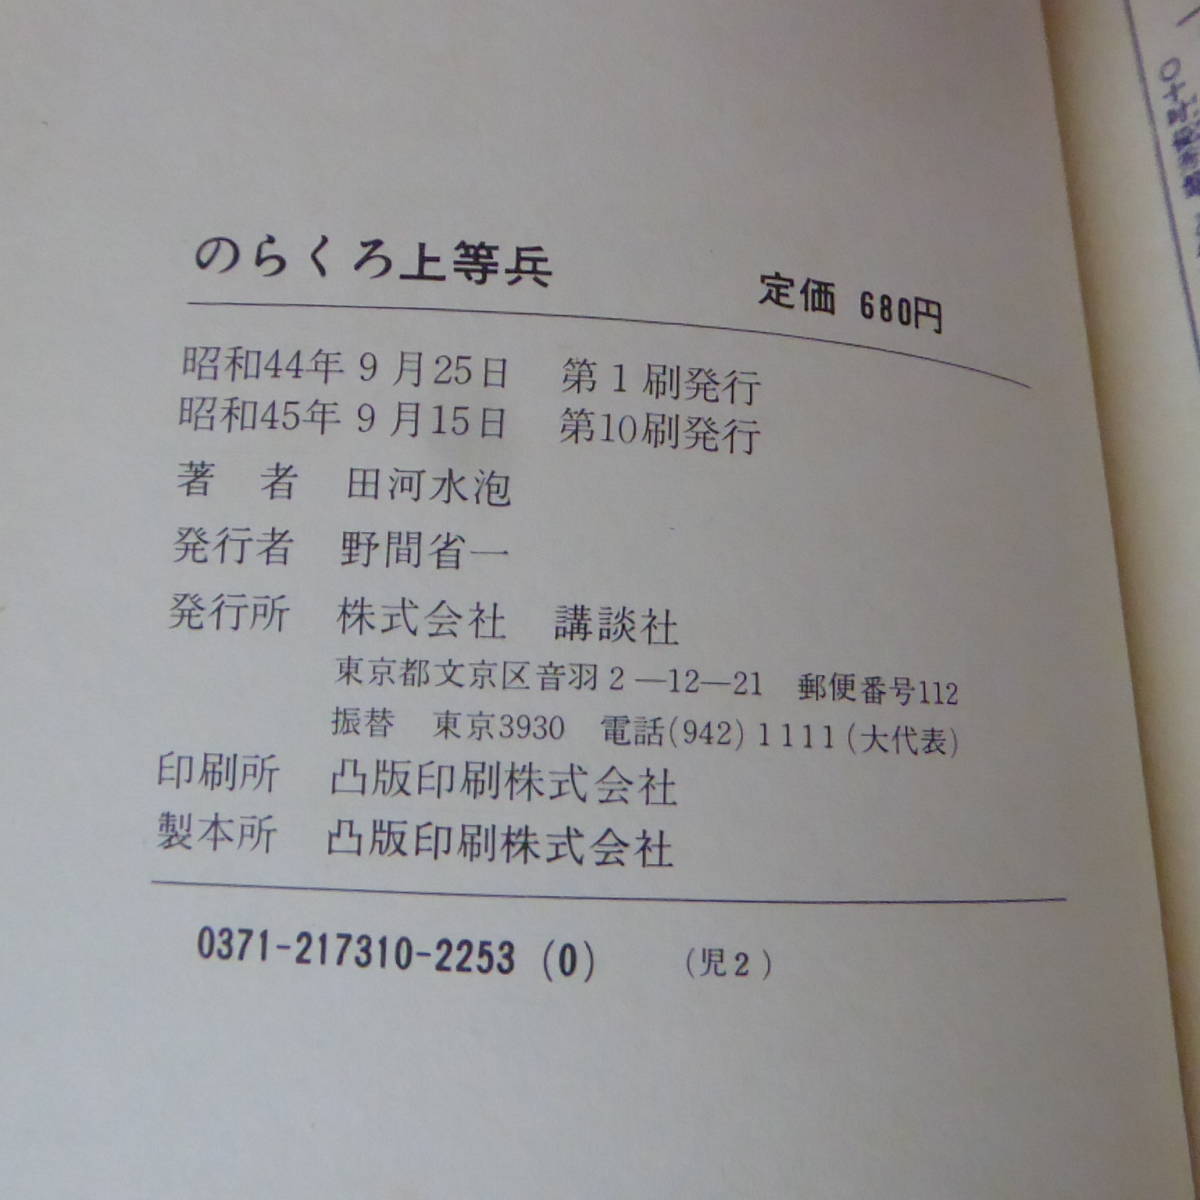 のらくろ上等兵
定価 680円
昭和44年9月25日 第1刷発行
昭和45年9月15日 第10刷発行
著者 田河水泡
発行者 野間省一
発行所 株式会社 講談社
東京都文京区音羽2—12—21 郵便番号112
振替 東京3930 電話(942)1111(大代表)
印刷所 凸版印刷株式会社
製本所 凸版印刷株式会社
0371-217310-2253 (0) (児2)